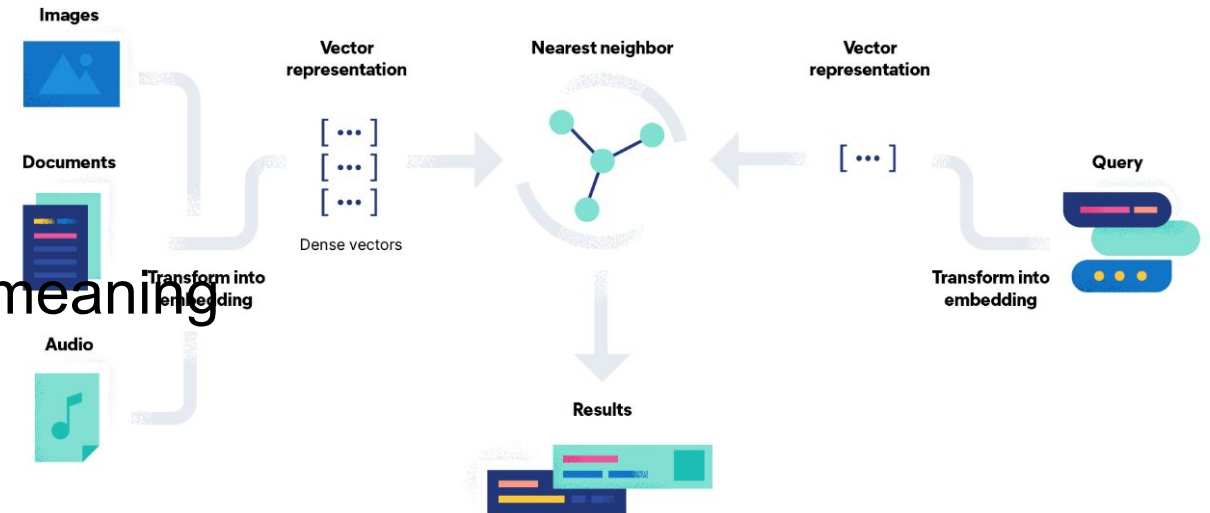 Images
Vector
representation
Nearest neighbor
Vector
representation
[ ••• ]
[ ••• ]
[ ••• ]
[ ••• ]
Documents
Query
Dense vectors
Transform into
embedding
meaning
Transform into
embedding
Audio
Results